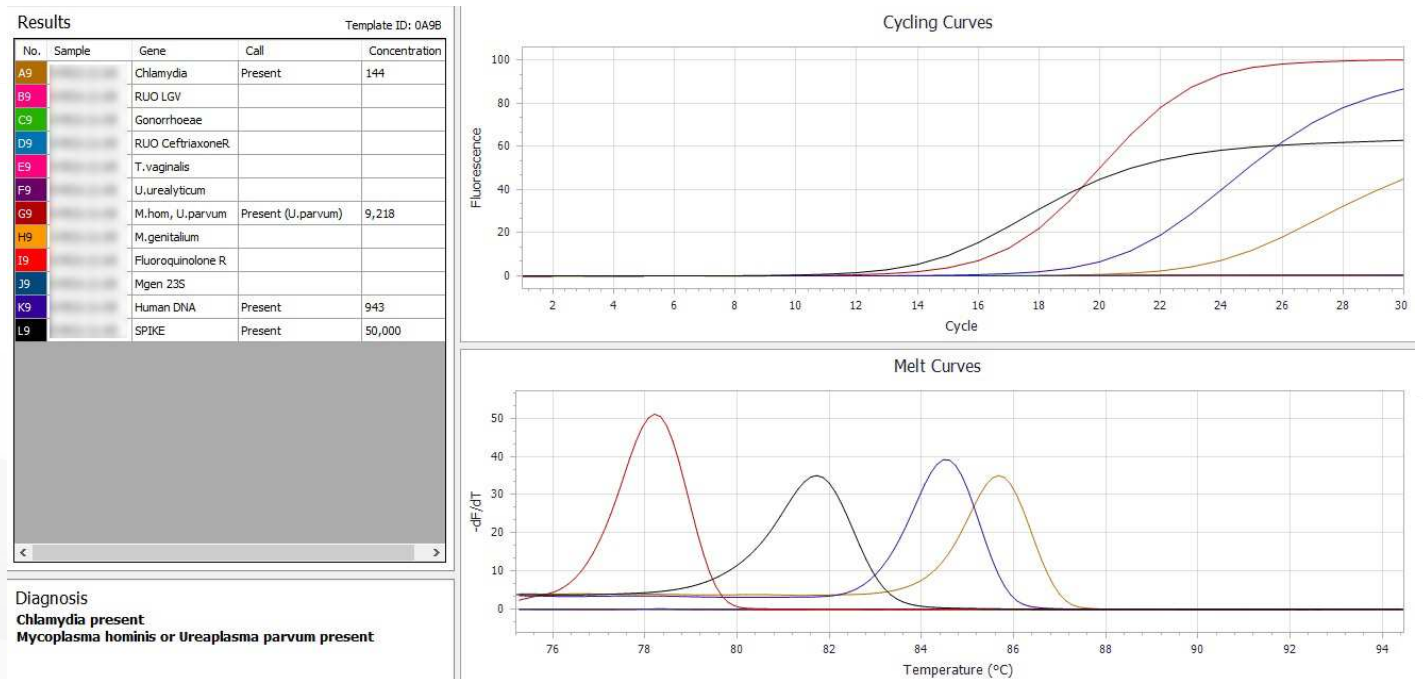 Results
Template ID: 0A9B
No. Sample Gene Call Concentration
A9 Chlamydia Present 144
B9 RUO LGV
C9 Gonorrhoeae
D9 RUO CeftriaxoneR
E9 T.vaginalis
F9 U.urealyticum
G9 M.hom, U.parvum Present (U.parvum) 9,218
H9 M.genitalium
I9 Fluoroquinolone R
J9 Mgen 23S
K9 Human DNA Present 943
L9 SPIKE Present 50,000
Diagnosis
Chlamydia present
Mycoplasma hominis or Ureaplasma parvum present
Cycling Curves
Fluorescence
100
80
60
40
20
0
2 4 6 8 10 12 14 16 18 20 22 24 26 28 30
Cycle
Melt Curves
-dF/dT
50
40
30
20
10
0
76 78 80 82 84 86 88 90 92 94
Temperature (ºC)